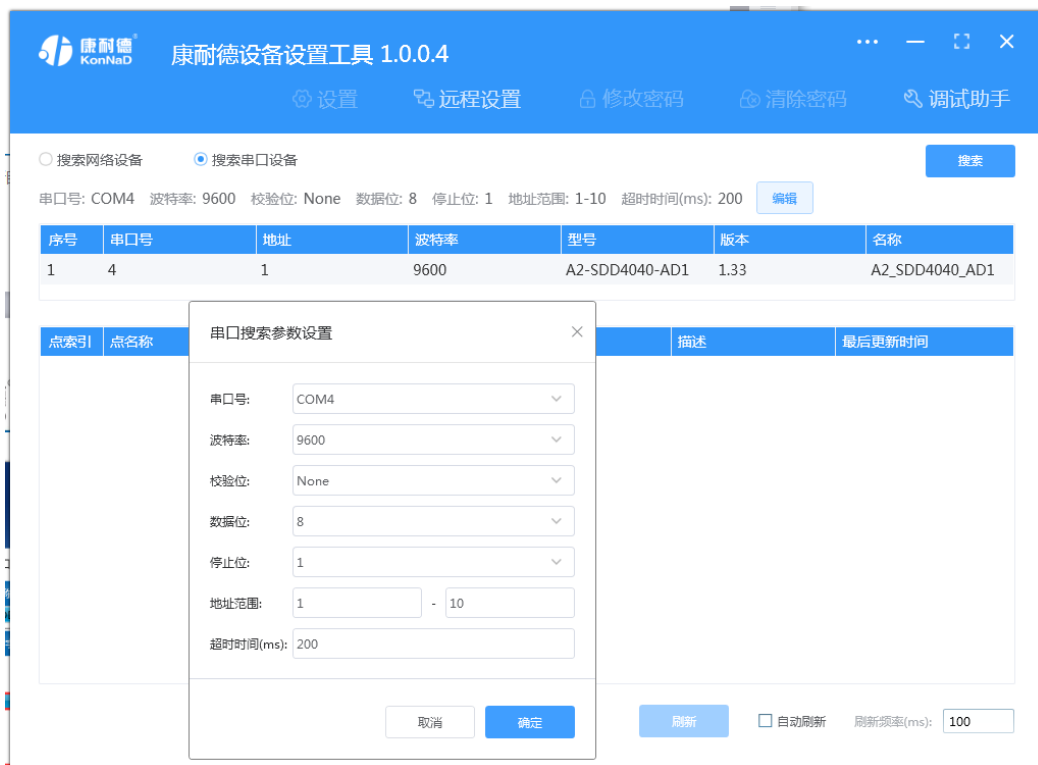 康耐德
KonNaD
康耐德设备设置工具 1.0.0.4
设置 远程设置 修改密码 清除密码 调试助手
搜索网络设备 搜索串口设备 搜索
串口号: COM4 波特率: 9600 校验位: None 数据位: 8 停止位: 1 地址范围: 1-10 超时时间(ms): 200 编辑
序号 串口号 地址 波特率 型号 版本 名称
1 4 1 9600 A2-SDD4040-AD1 1.33 A2_SDD4040_AD1
点索引 点名称 描述 最后更新时间
串口搜索参数设置
串口号: COM4
波特率: 9600
校验位: None
数据位: 8
停止位: 1
地址范围: 1 - 10
超时时间(ms): 200
取消 确定
刷新 自动刷新 刷新频率(ms): 100